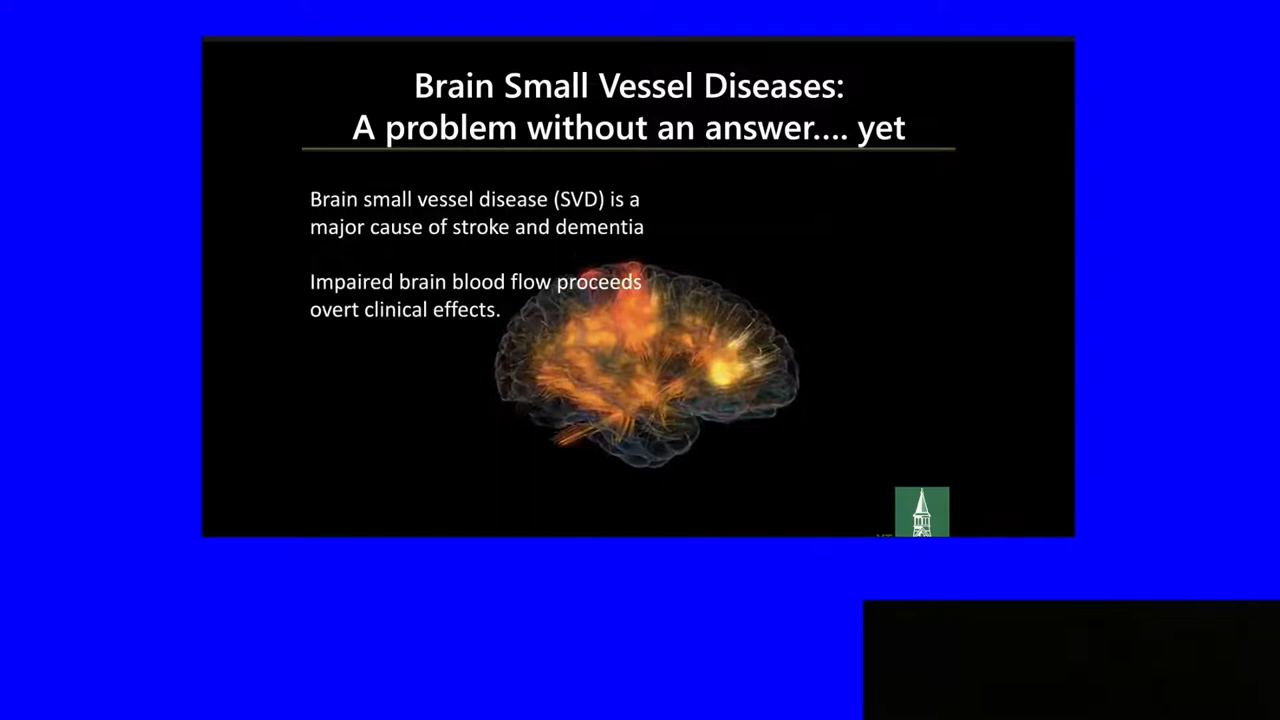 Brain Small Vessel Diseases:
A problem without an answer.... yet
Brain small vessel disease (SVD) is a
major cause of stroke and dementia
Impaired brain blood flow proceeds
overt clinical effects.